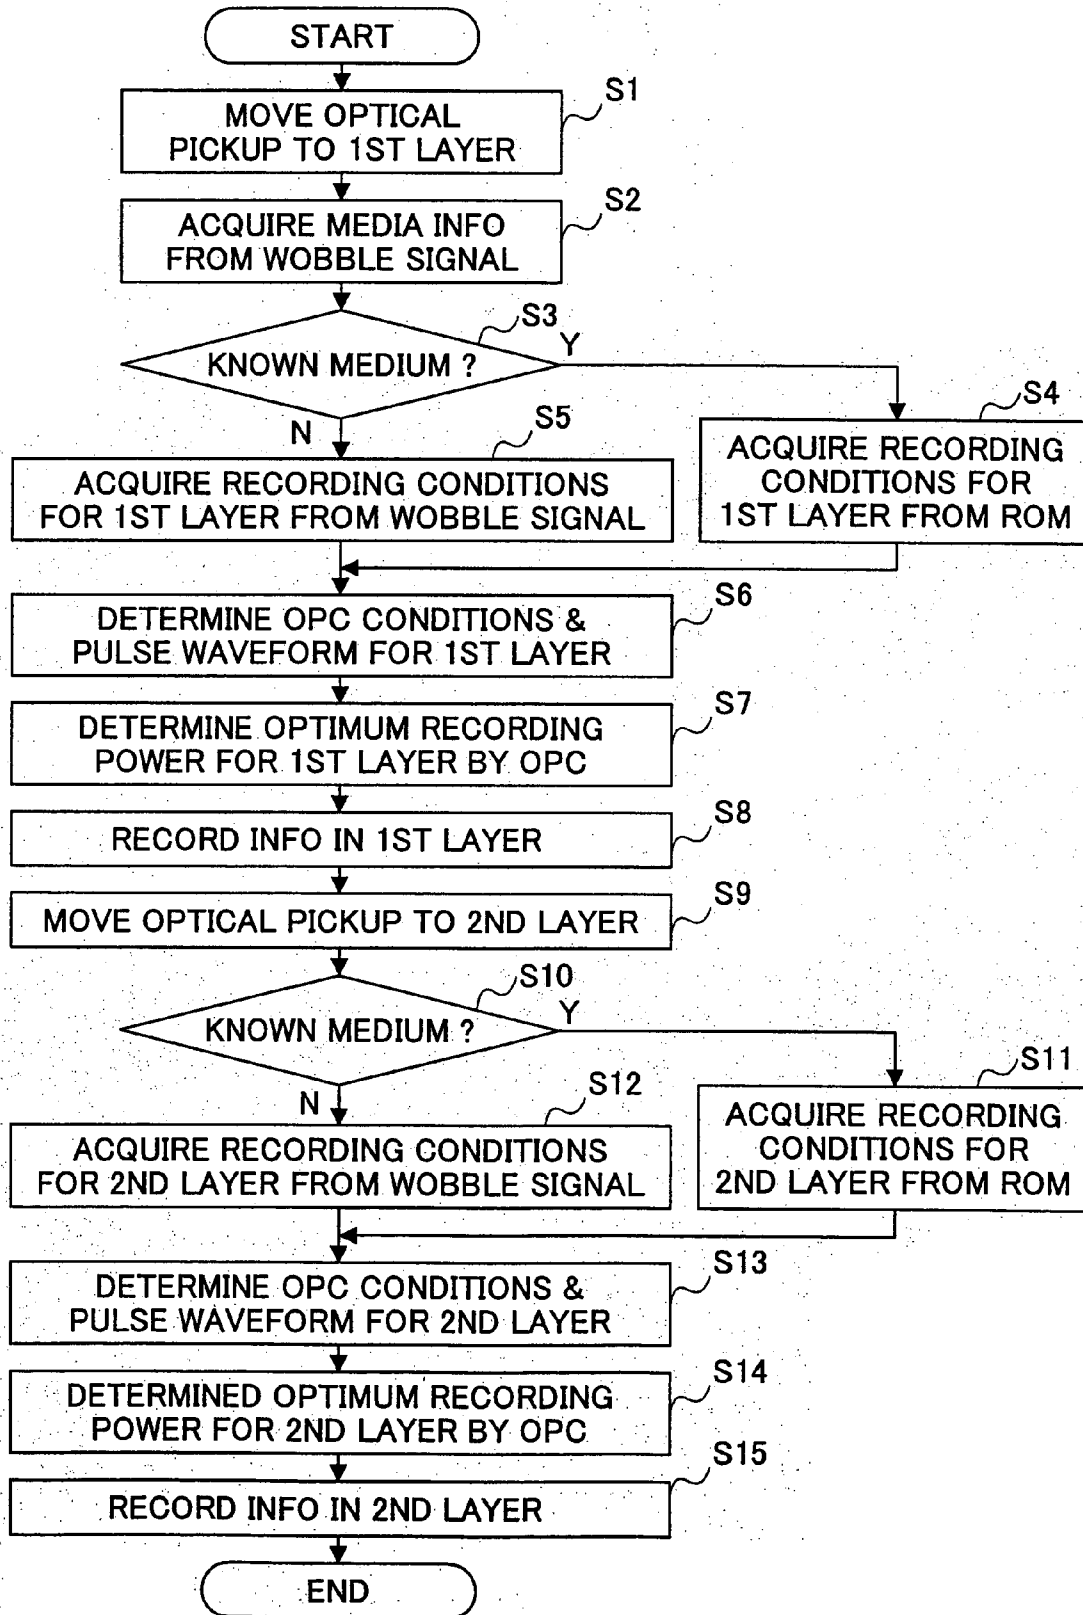 START
S1
MOVE OPTICAL
PICKUP TO 1ST LAYER
S2
ACQUIRE MEDIA INFO
FROM WOBBLE SIGNAL
S3
KNOWN MEDIUM ?
Y
N
S4
ACQUIRE RECORDING
CONDITIONS FOR
1ST LAYER FROM ROM
S5
ACQUIRE RECORDING CONDITIONS
FOR 1ST LAYER FROM WOBBLE SIGNAL
S6
DETERMINE OPC CONDITIONS &
PULSE WAVEFORM FOR 1ST LAYER
S7
DETERMINE OPTIMUM RECORDING
POWER FOR 1ST LAYER BY OPC
S8
RECORD INFO IN 1ST LAYER
S9
MOVE OPTICAL PICKUP TO 2ND LAYER
S10
KNOWN MEDIUM ?
Y
N
S11
ACQUIRE RECORDING
CONDITIONS FOR
2ND LAYER FROM ROM
S12
ACQUIRE RECORDING CONDITIONS
FOR 2ND LAYER FROM WOBBLE SIGNAL
S13
DETERMINE OPC CONDITIONS &
PULSE WAVEFORM FOR 2ND LAYER
S14
DETERMINED OPTIMUM RECORDING
POWER FOR 2ND LAYER BY OPC
S15
RECORD INFO IN 2ND LAYER
END